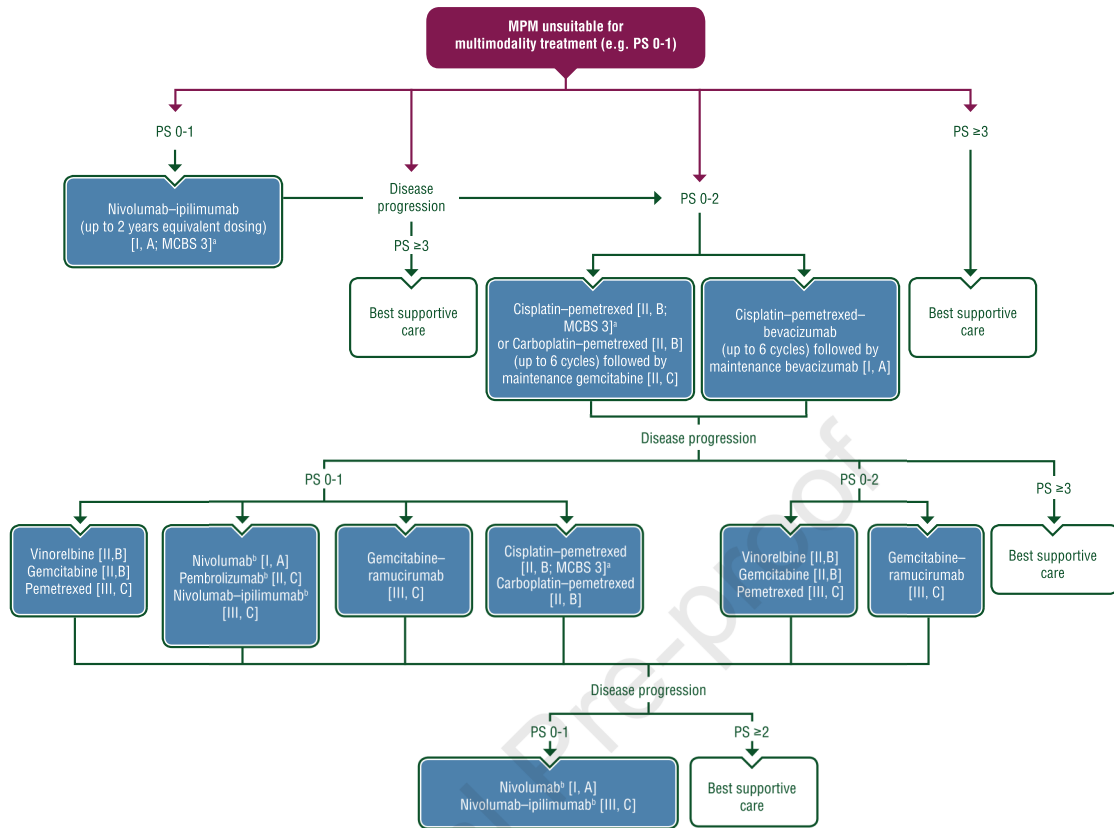 MPM unsuitable for
multimodality treatment (e.g. PS 0-1)
PS 0-1
PS ≥3
Nivolumab–ipilimumab
(up to 2 years equivalent dosing)
[I, A; MCBS 3]ᵃ
Disease
progression
PS 0-2
PS ≥3
Best supportive
care
Cisplatin–pemetrexed [II, B;
MCBS 3]ᵃ
or Carboplatin–pemetrexed [II, B]
(up to 6 cycles) followed by
maintenance gemcitabine [II, C]
Cisplatin–pemetrexed–
bevacizumab
(up to 6 cycles) followed by
maintenance bevacizumab [I, A]
Best supportive
care
Disease progression
PS 0-1
PS 0-2
PS ≥3
Vinorelbine [II,B]
Gemcitabine [II,B]
Pemetrexed [III, C]
Nivolumabᵇ [I, A]
Pembrolizumabᵇ [II, C]
Nivolumab–ipilimumabᵇ
[III, C]
Gemcitabine–
ramucirumab
[III, C]
Cisplatin–pemetrexed
[II, B; MCBS 3]ᵃ
Carboplatin–pemetrexed
[II, B]
Vinorelbine [II,B]
Gemcitabine [II,B]
Pemetrexed [III, C]
Gemcitabine–
ramucirumab
[III, C]
Best supportive
care
Disease progression
PS 0-1
PS ≥2
Nivolumabᵇ [I, A]
Nivolumab–ipilimumabᵇ [III, C]
Best supportive
care
Pre-proof